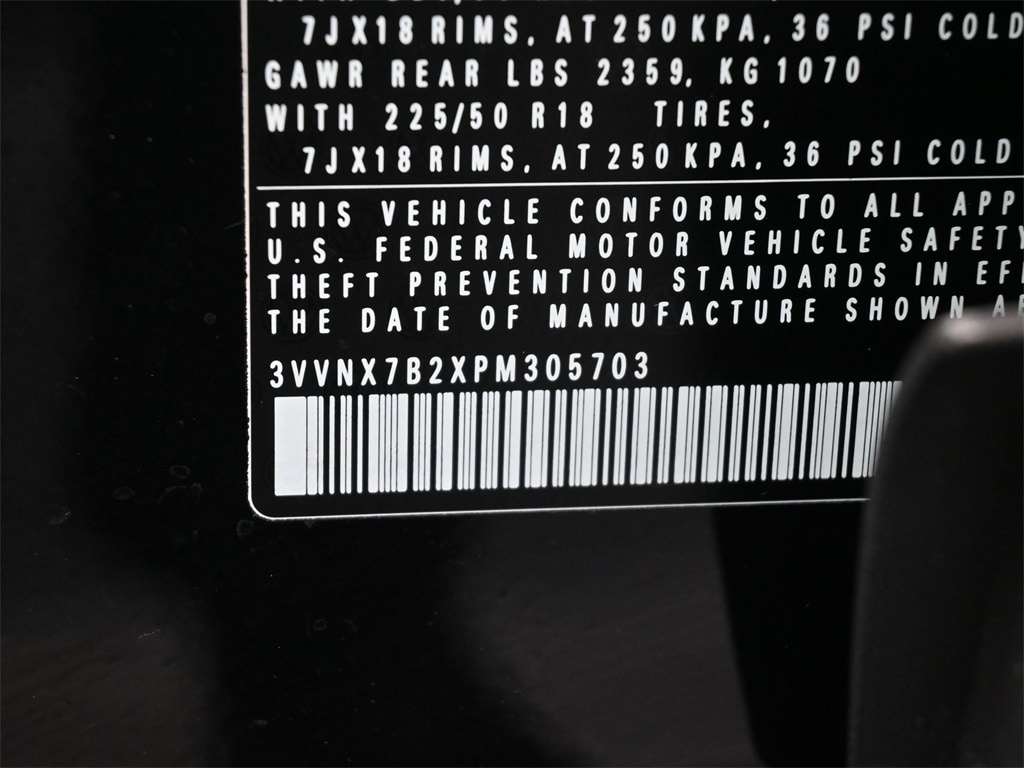 7JX18 RIMS, AT 250 KPA, 36 PSI COLD
GAWR REAR LBS 2359, KG 1070
WITH 225/50 R18 TIRES,
7JX18 RIMS, AT 250 KPA, 36 PSI COLD
THIS VEHICLE CONFORMS TO ALL APP
U.S. FEDERAL MOTOR VEHICLE SAFETY
THEFT PREVENTION STANDARDS IN EF
THE DATE OF MANUFACTURE SHOWN
3VVNX7B2XPM305703